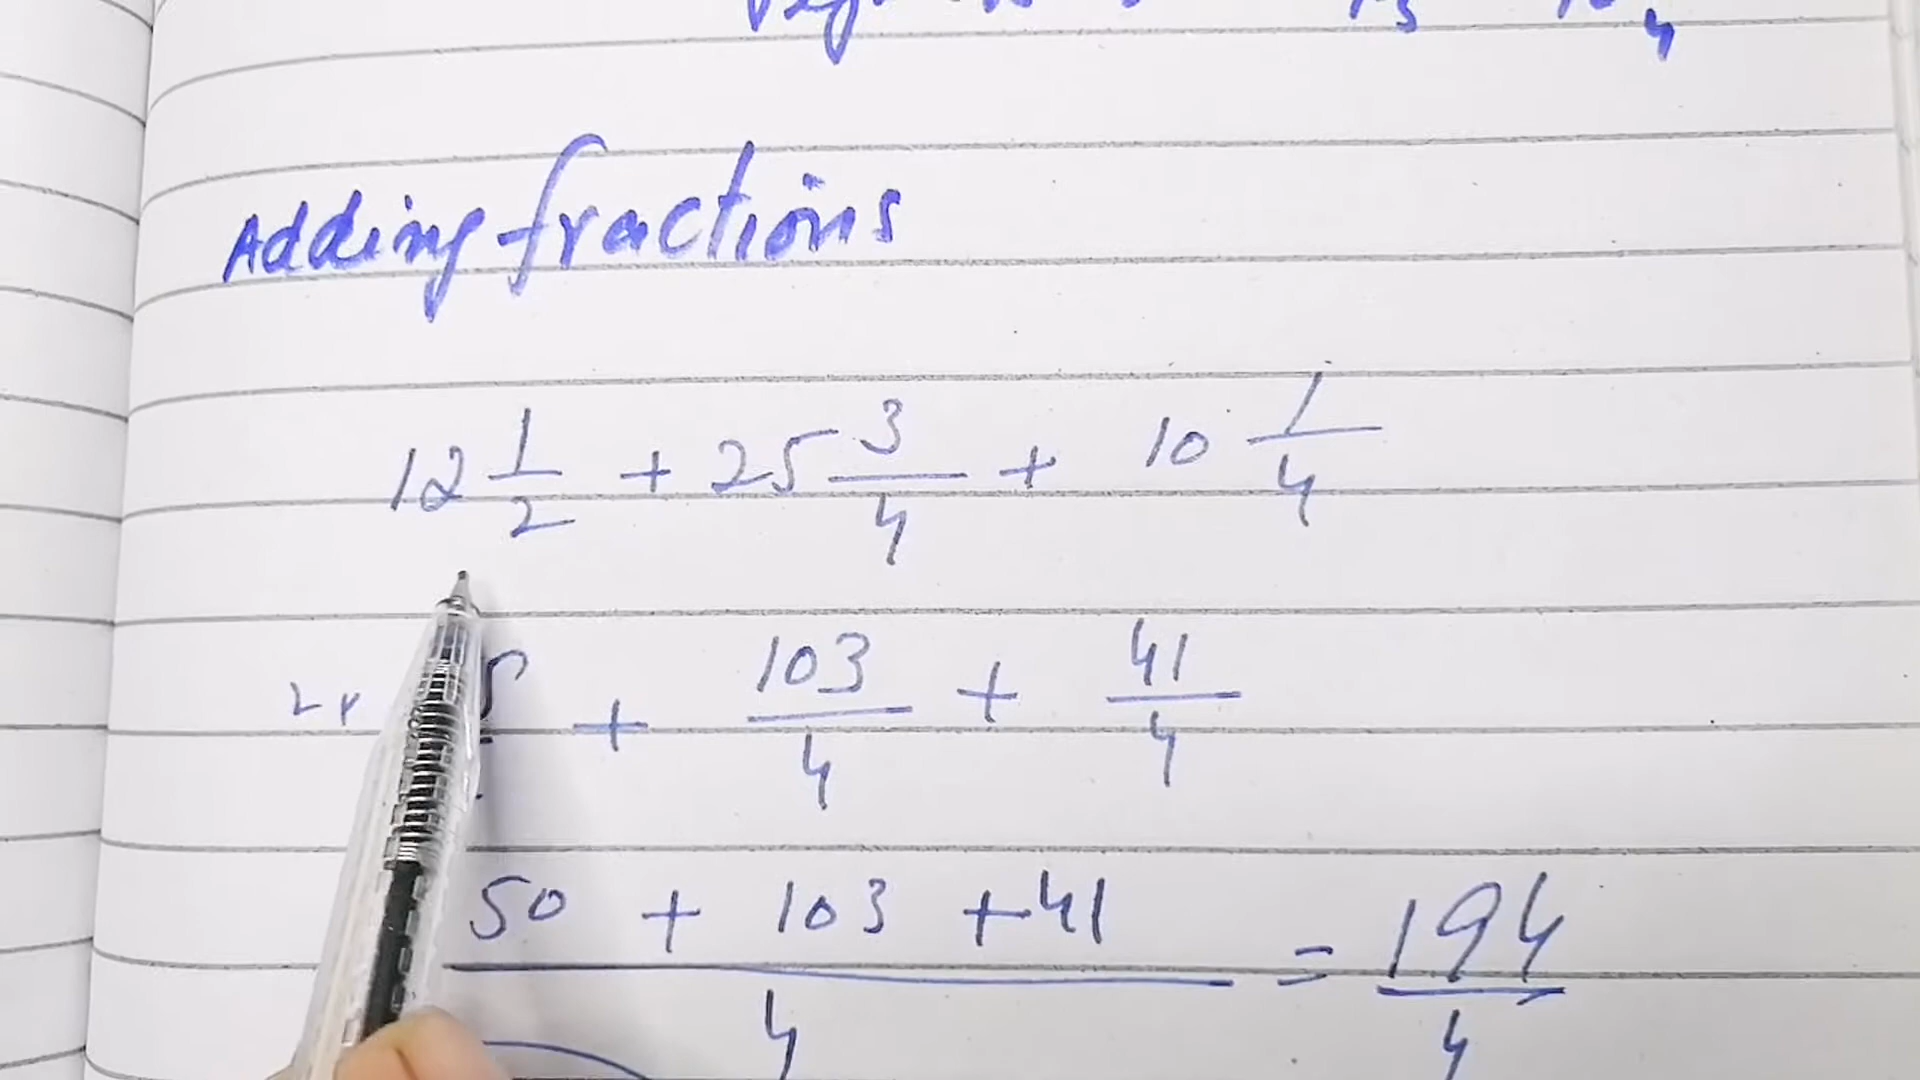 Adding fractions
12 1/2 + 25 3/4 + 10 1/4
+ 103/4 + 41/4
50 + 103 + 41 / 4 = 194/4